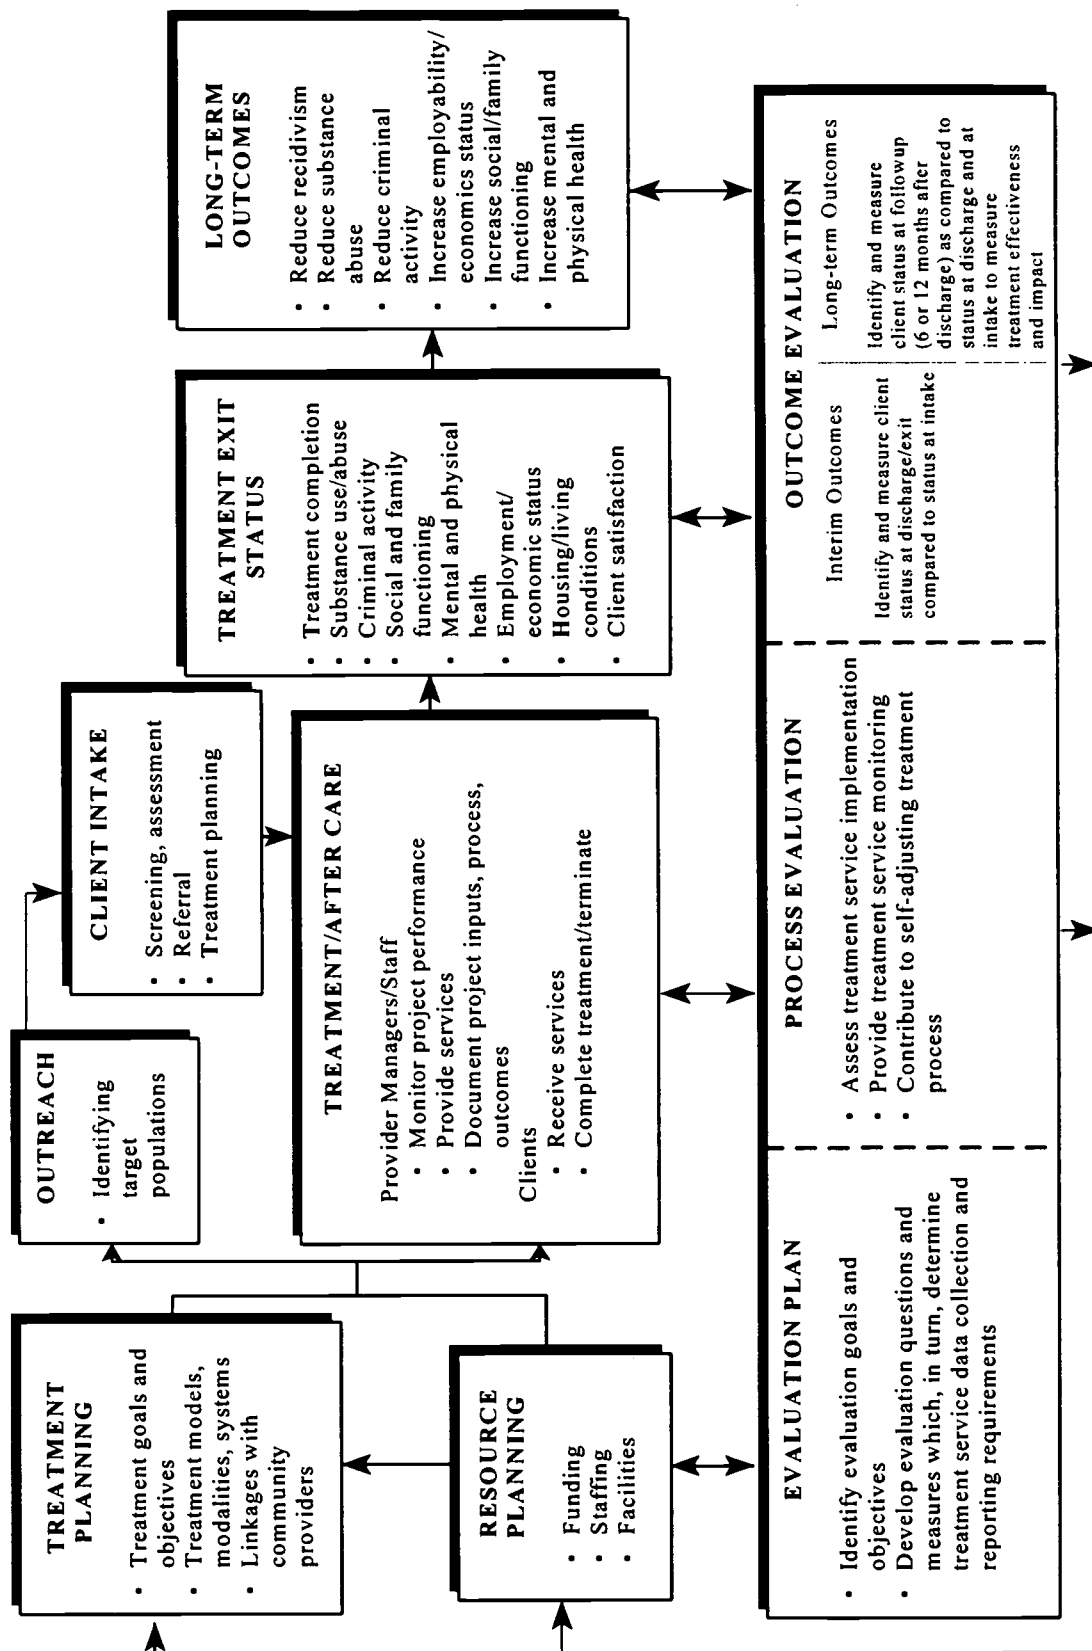 TREATMENT
PLANNING
• Treatment goals and
objectives
• Treatment models,
modalities, systems
• Linkages with
community
providers
RESOURCE
PLANNING
• Funding
• Staffing
• Facilities
OUTREACH
• Identifying
target
populations
CLIENT INTAKE
• Screening, assessment
• Referral
• Treatment planning
TREATMENT/AFTER CARE
Provider Managers/Staff
• Monitor project performance
• Provide services
• Document project inputs, process,
outcomes
Clients
• Receive services
• Complete treatment/terminate
TREATMENT EXIT
STATUS
• Treatment completion
• Substance use/abuse
• Criminal activity
• Social and family
functioning
• Mental and physical
health
• Employment/
economic status
• Housing/living
conditions
• Client satisfaction
LONG-TERM
OUTCOMES
• Reduce recidivism
• Reduce substance
abuse
• Reduce criminal
activity
• Increase employability/
economics status
• Increase social/family
functioning
• Increase mental and
physical health
EVALUATION PLAN
• Identify evaluation goals and
objectives
• Develop evaluation questions and
measures which, in turn, determine
treatment service data collection and
reporting requirements
PROCESS EVALUATION
• Assess treatment service implementation
• Provide treatment service monitoring
• Contribute to self-adjusting treatment
process
OUTCOME EVALUATION
Interim Outcomes
Identify and measure client
status at discharge/exit
compared to status at intake
Long-term Outcomes
Identify and measure
client status at followup
(6 or 12 months after
discharge) as compared to
status at discharge and at
intake to measure
treatment effectiveness
and impact